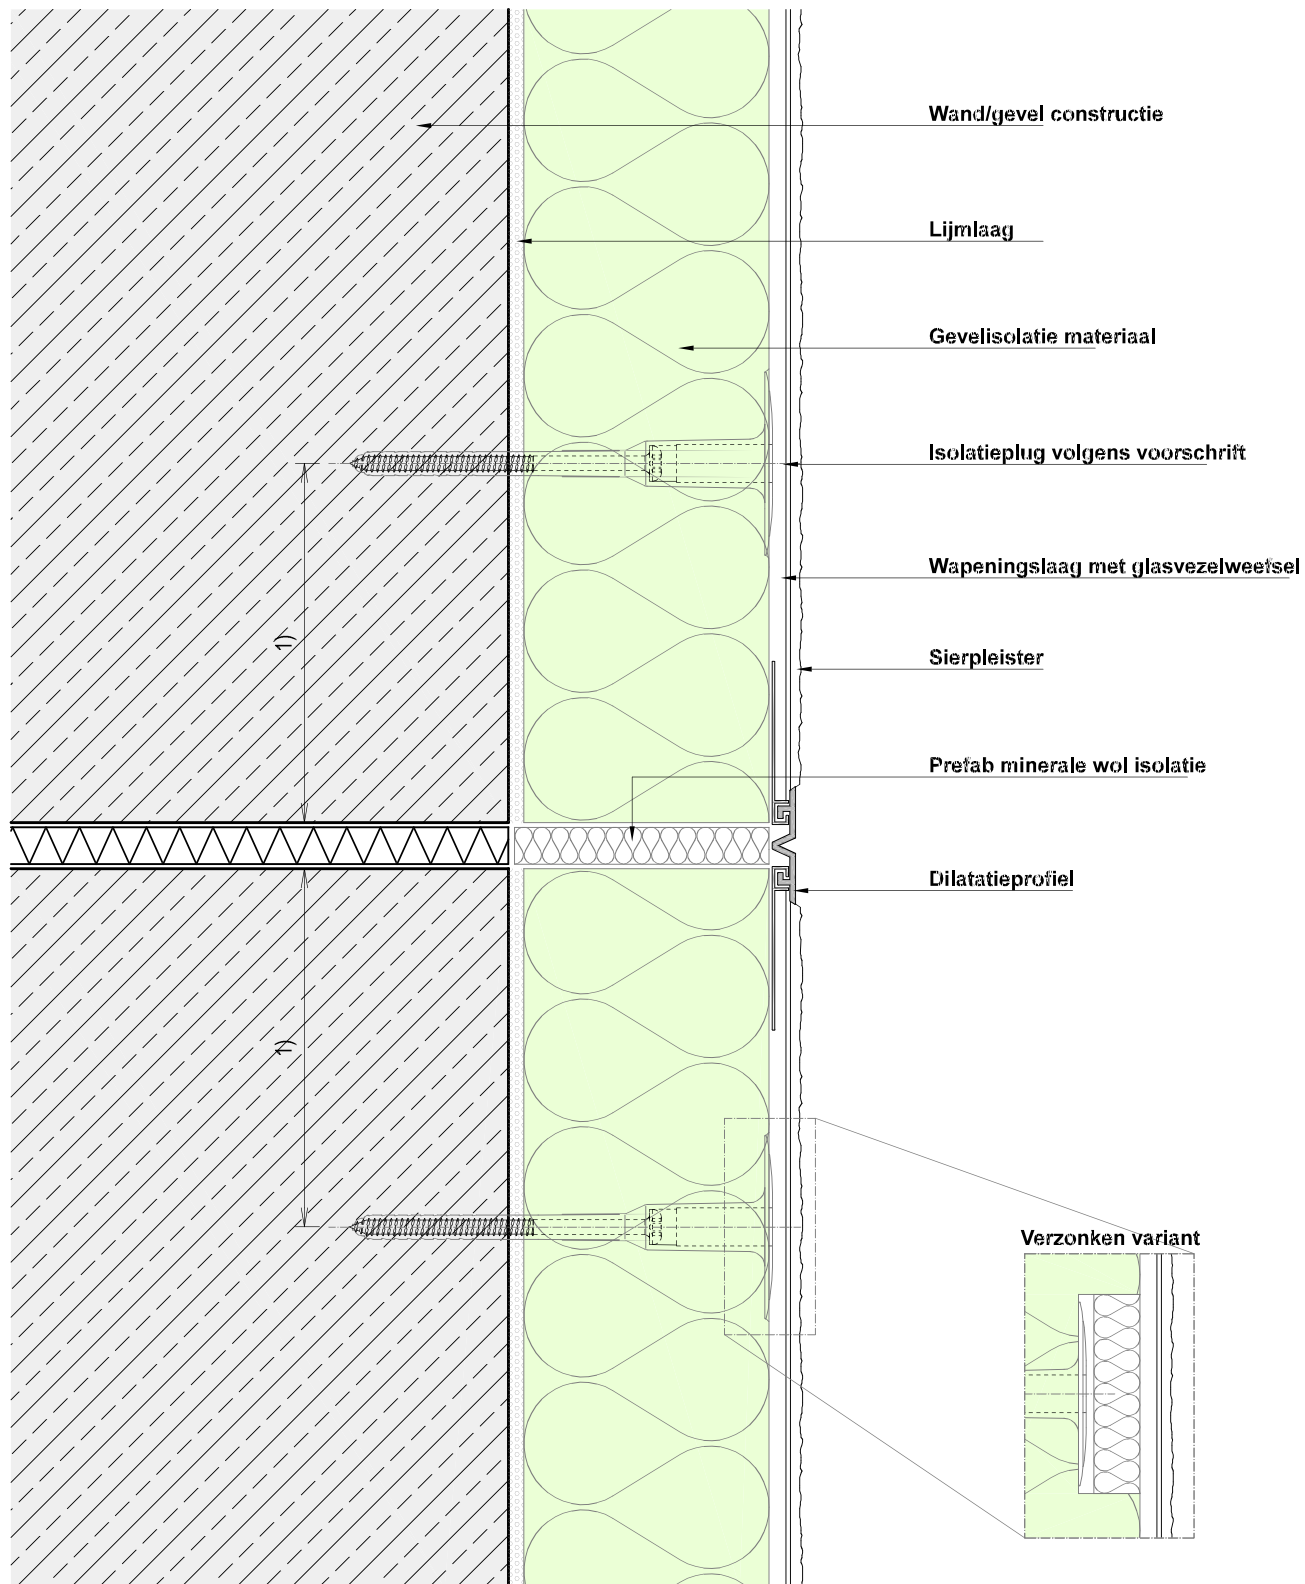 Wand/gevel constructie
Lijmlaag
Gevelisolatie materiaal
Isolatieplug volgens voorschrift
Wapeningslaag met glasvezelweefsel
1)
Sierpleister
Prefab minerale wol isolatie
Dilatatieprofiel
1)
Verzonken variant